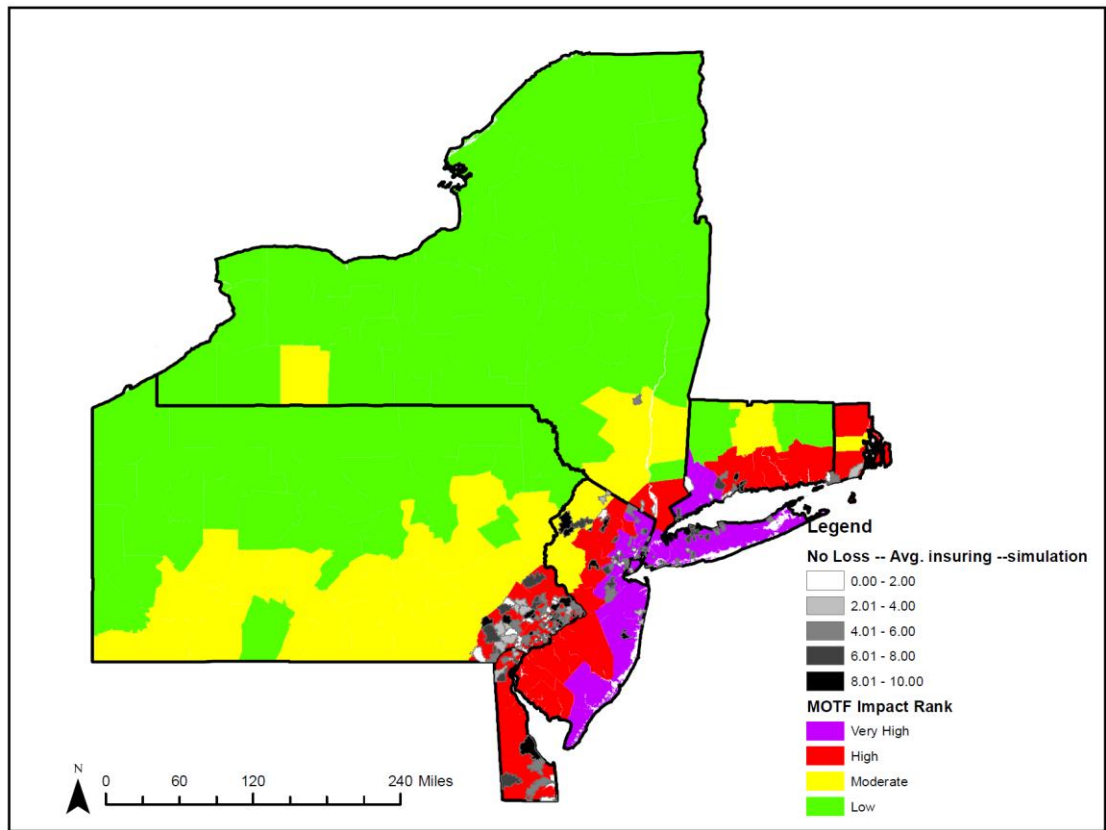 Legend
No Loss -- Avg. insuring --simulation
0.00 - 2.00
2.01 - 4.00
4.01 - 6.00
6.01 - 8.00
8.01 - 10.00
MOTF Impact Rank
Very High
High
Moderate
Low
N
0 60 120 240 Miles